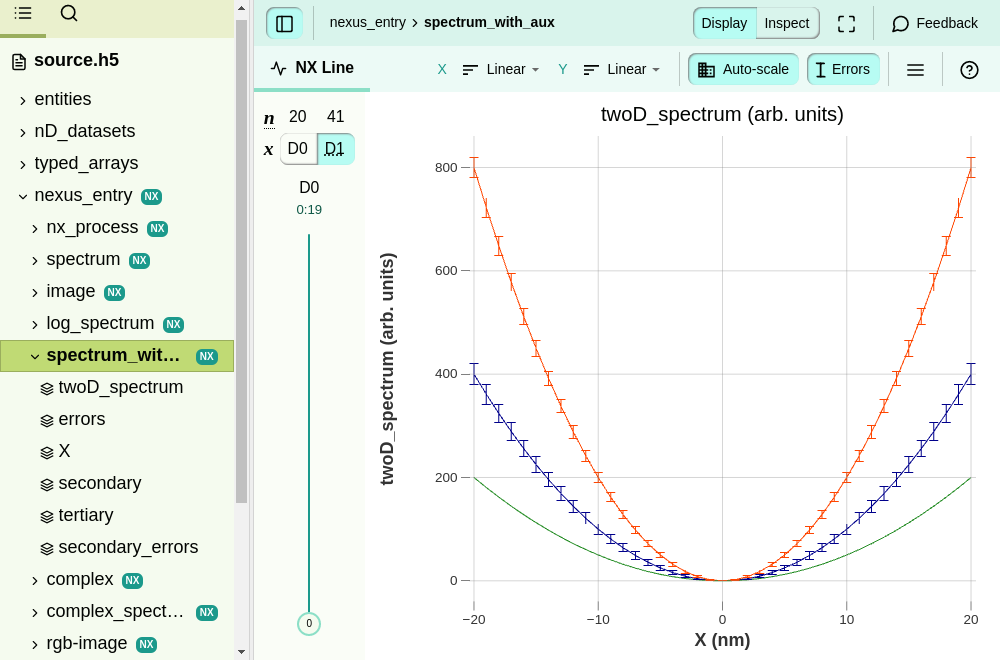 nexus_entry › spectrum_with_aux
Display
Inspect
Feedback
source.h5
NX Line
X
Linear
Y
Linear
Auto-scale
Errors
entities
nD_datasets
typed_arrays
nexus_entry NX
nx_process NX
spectrum NX
image NX
log_spectrum NX
spectrum_wit... NX
twoD_spectrum
errors
X
secondary
tertiary
secondary_errors
complex NX
complex_spect... NX
rgb-image NX
n 20 41
x D0 D1
D0
0:19
0
twoD_spectrum (arb. units)
twoD_spectrum (arb. units)
800
600
400
200
0
−20
−10
0
10
20
X (nm)